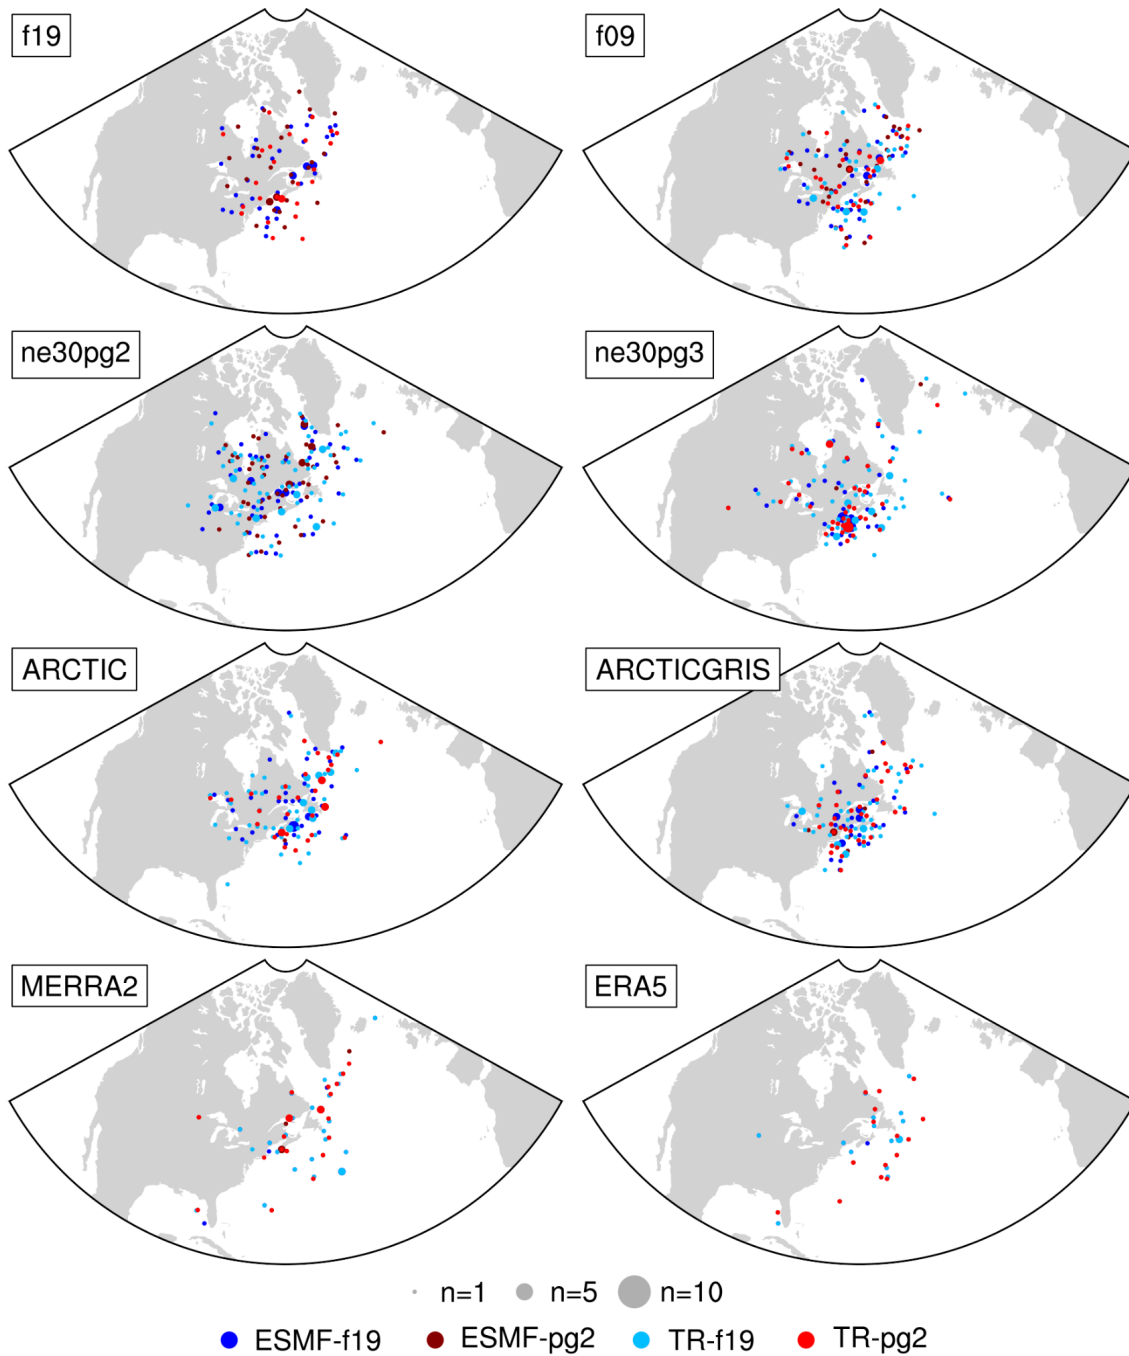 f19
f09
ne30pg2
ne30pg3
ARCTIC
ARCTICGRIS
MERRA2
ERA5
n=1 n=5 n=10
ESMF-f19 ESMF-pg2 TR-f19 TR-pg2